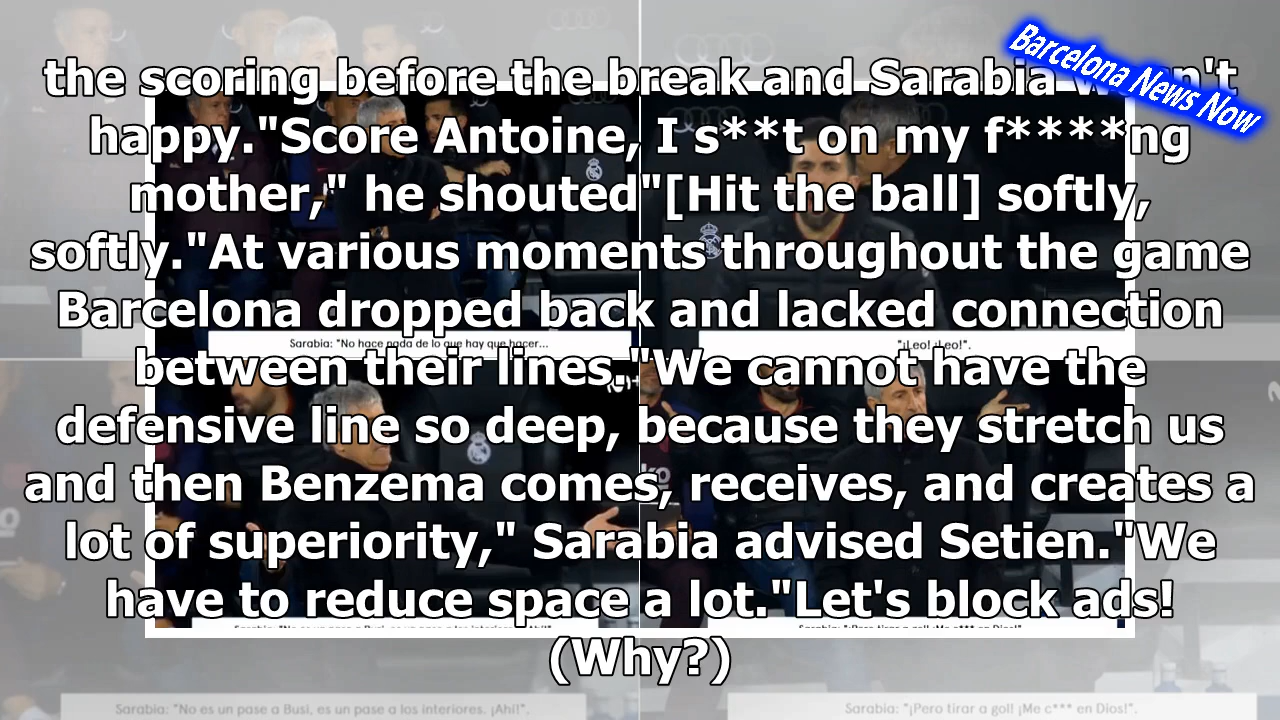 Barcelona News Now
the scoring before the break and Sarabia wasn't
happy."Score Antoine, I s**t on my f****ng
mother," he shouted"[Hit the ball] softly,
softly."At various moments throughout the game
Barcelona dropped back and lacked connection
Sarabia: "No hace nada de lo que hay que hacer...
"¡Leo! ¡Leo!".
between their lines."We cannot have the
defensive line so deep, because they stretch us
and then Benzema comes, receives, and creates a
lot of superiority," Sarabia advised Setien."We
have to reduce space a lot."Let's block ads!
(Why?)
Sarabia: "No es un pase a Busi, es un pase a los interiores. ¡Ahí!".
Sarabia: "¡Pero tirar a gol! ¡Me c*** en Dios!".